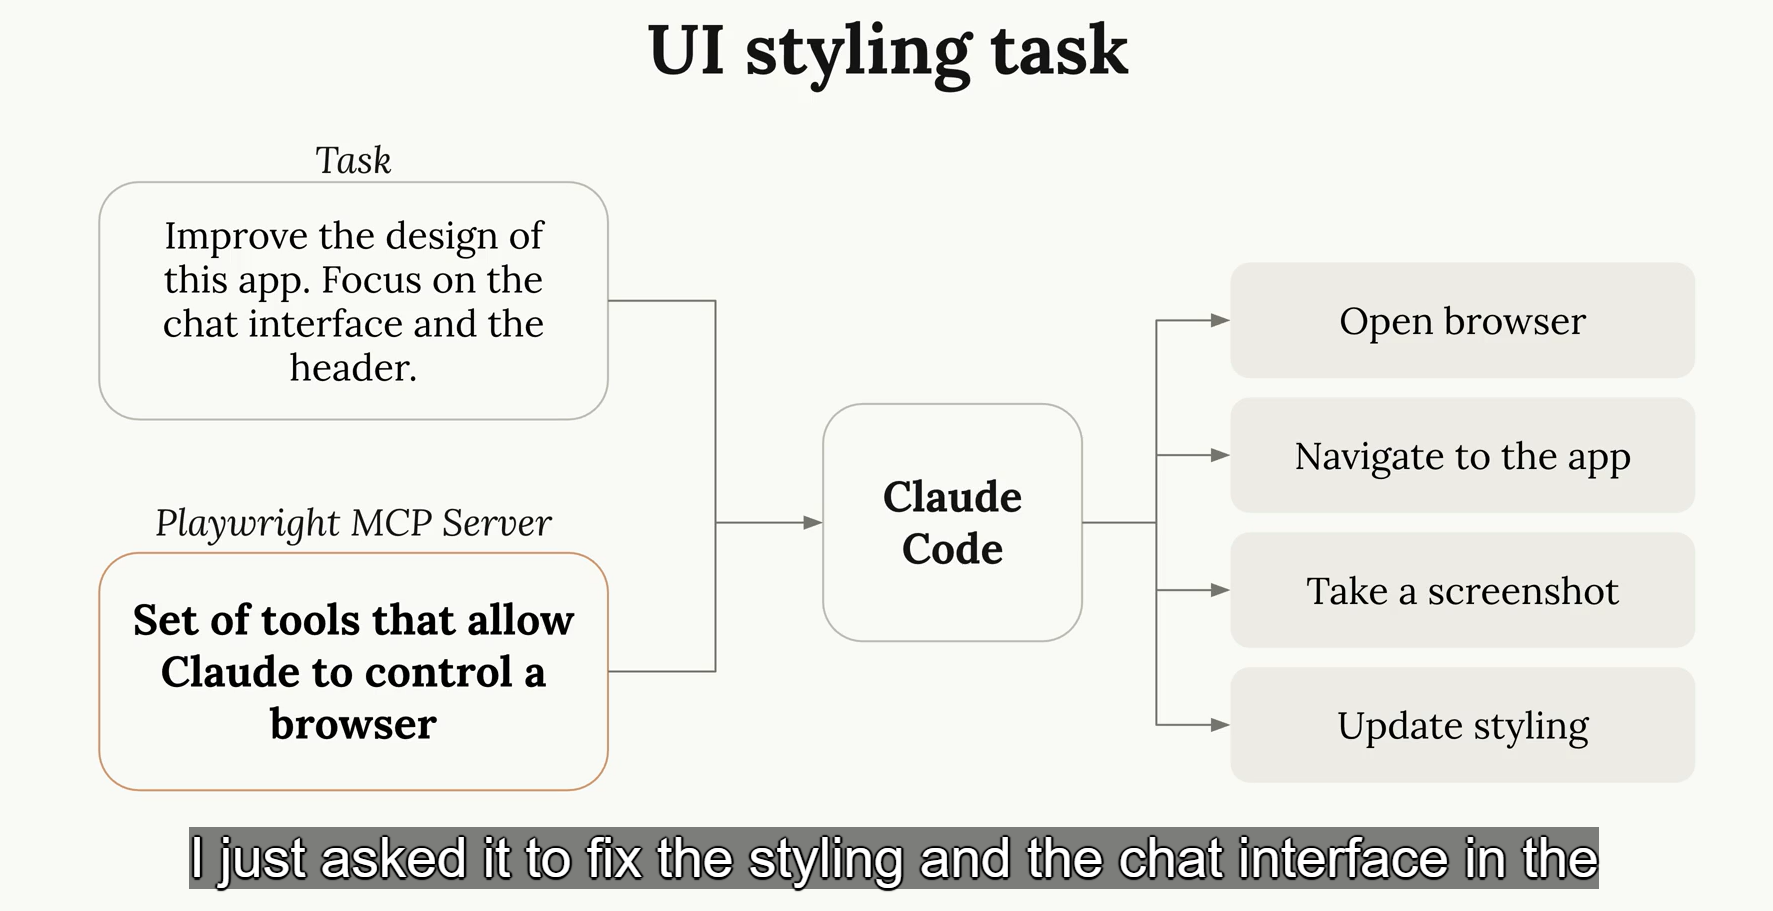 UI styling task
Task
Improve the design of
this app. Focus on the
chat interface and the
header.
Playwright MCP Server
Set of tools that allow
Claude to control a
browser
Claude
Code
Open browser
Navigate to the app
Take a screenshot
Update styling
I just asked it to fix the styling and the chat interface in the